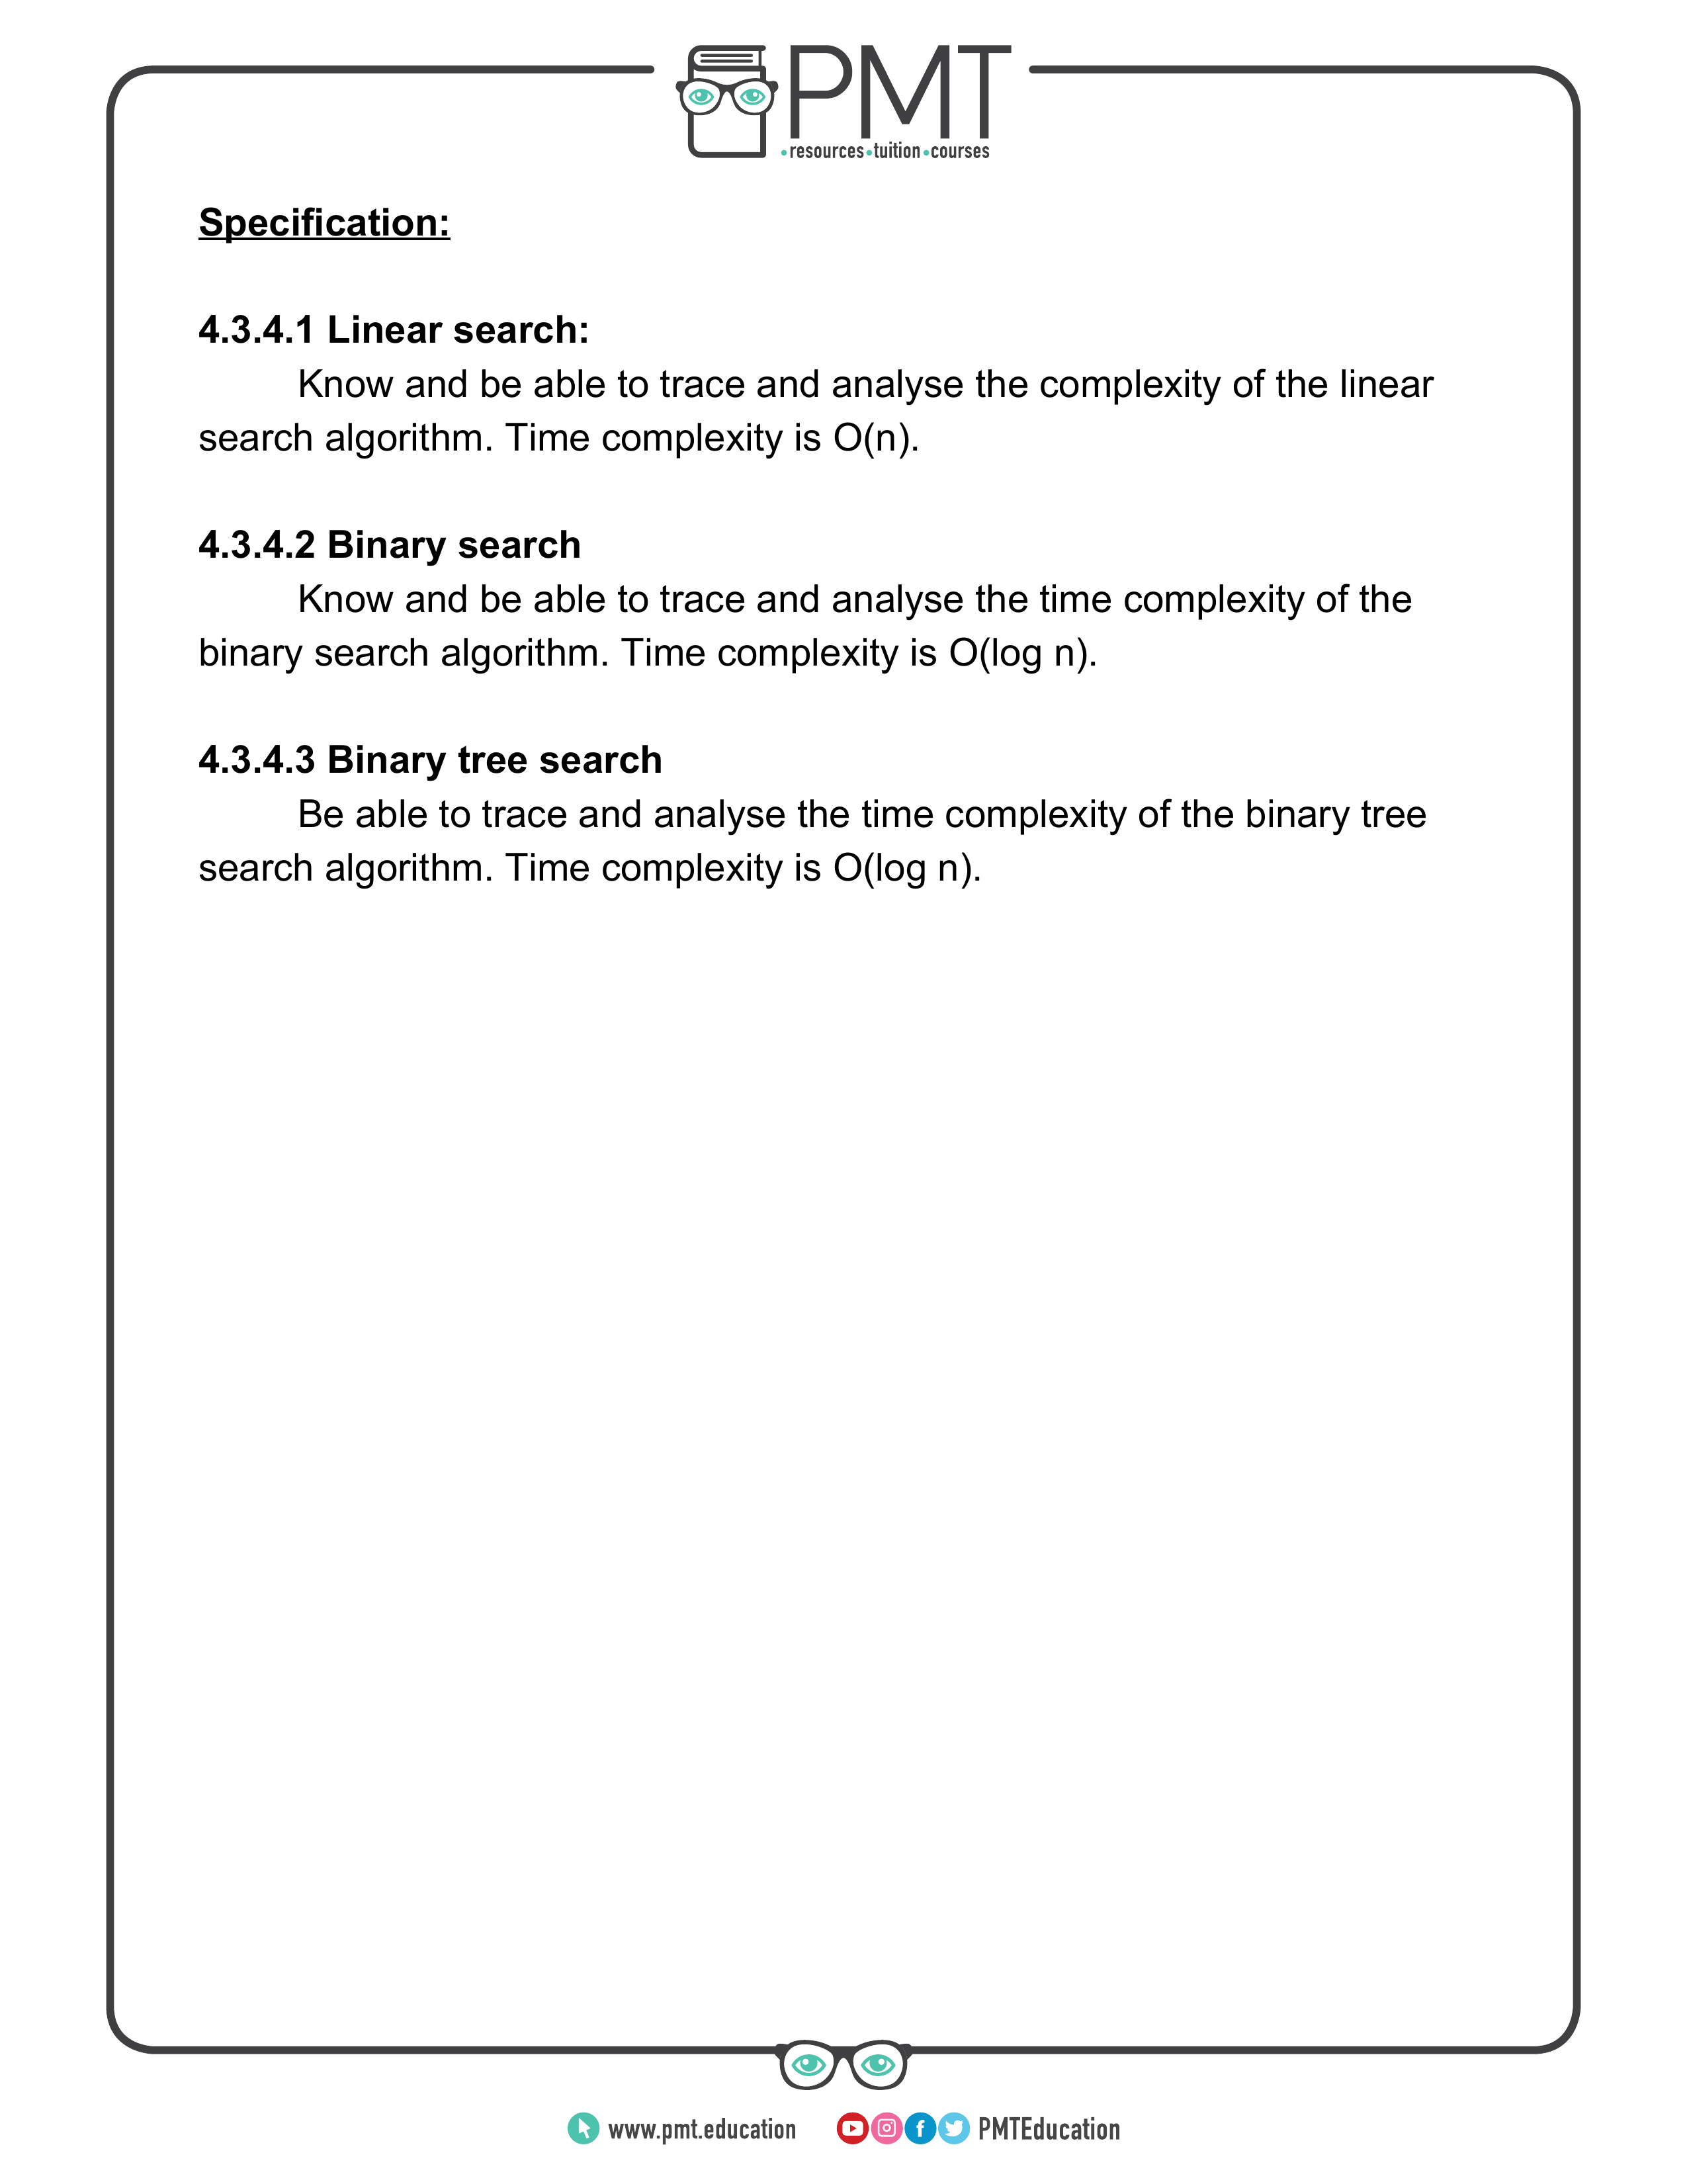 PMT
resources tuition courses
Specification:
4.3.4.1 Linear search:
Know and be able to trace and analyse the complexity of the linear
search algorithm. Time complexity is O(n).
4.3.4.2 Binary search
Know and be able to trace and analyse the time complexity of the
binary search algorithm. Time complexity is O(log n).
4.3.4.3 Binary tree search
Be able to trace and analyse the time complexity of the binary tree
search algorithm. Time complexity is O(log n).
www.pmt.education PMTEducation